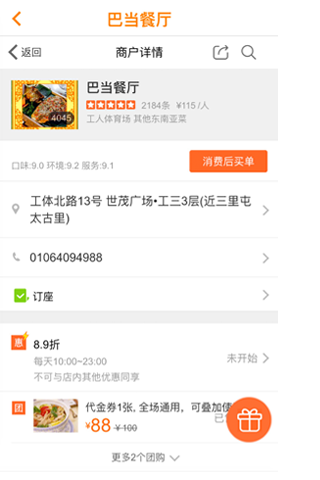 巴当餐厅
返回
商户详情
巴当餐厅
4045
2184条 ¥115 /人
工人体育场 其他东南亚菜
口味:9.0 环境:9.2 服务:9.1
消费后买单
工体北路13号 世茂广场•工三3层(近三里屯
太古里)
01064094988
订座
惠
8.9折
每天10:00~23:00
未开始
不可与店内其他优惠同享
团
代金券1张, 全场通用，可叠加使
¥88 ¥100
已
更多2个团购